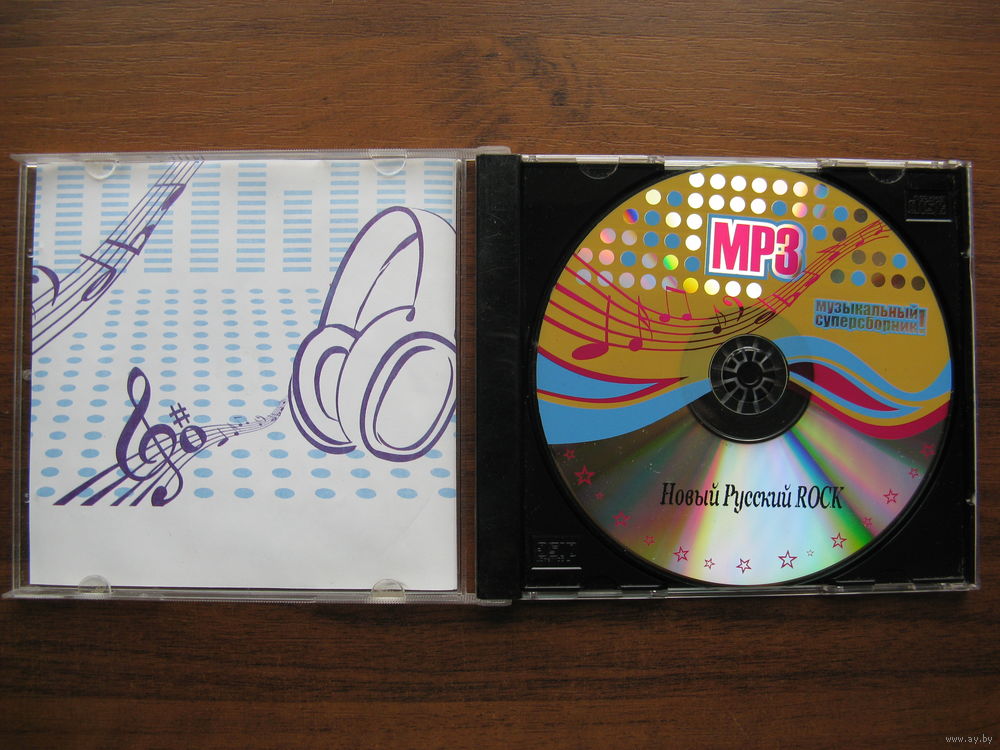 MP3
музыкальный
суперсборник!
Новый Русский ROCK
www.ay.by